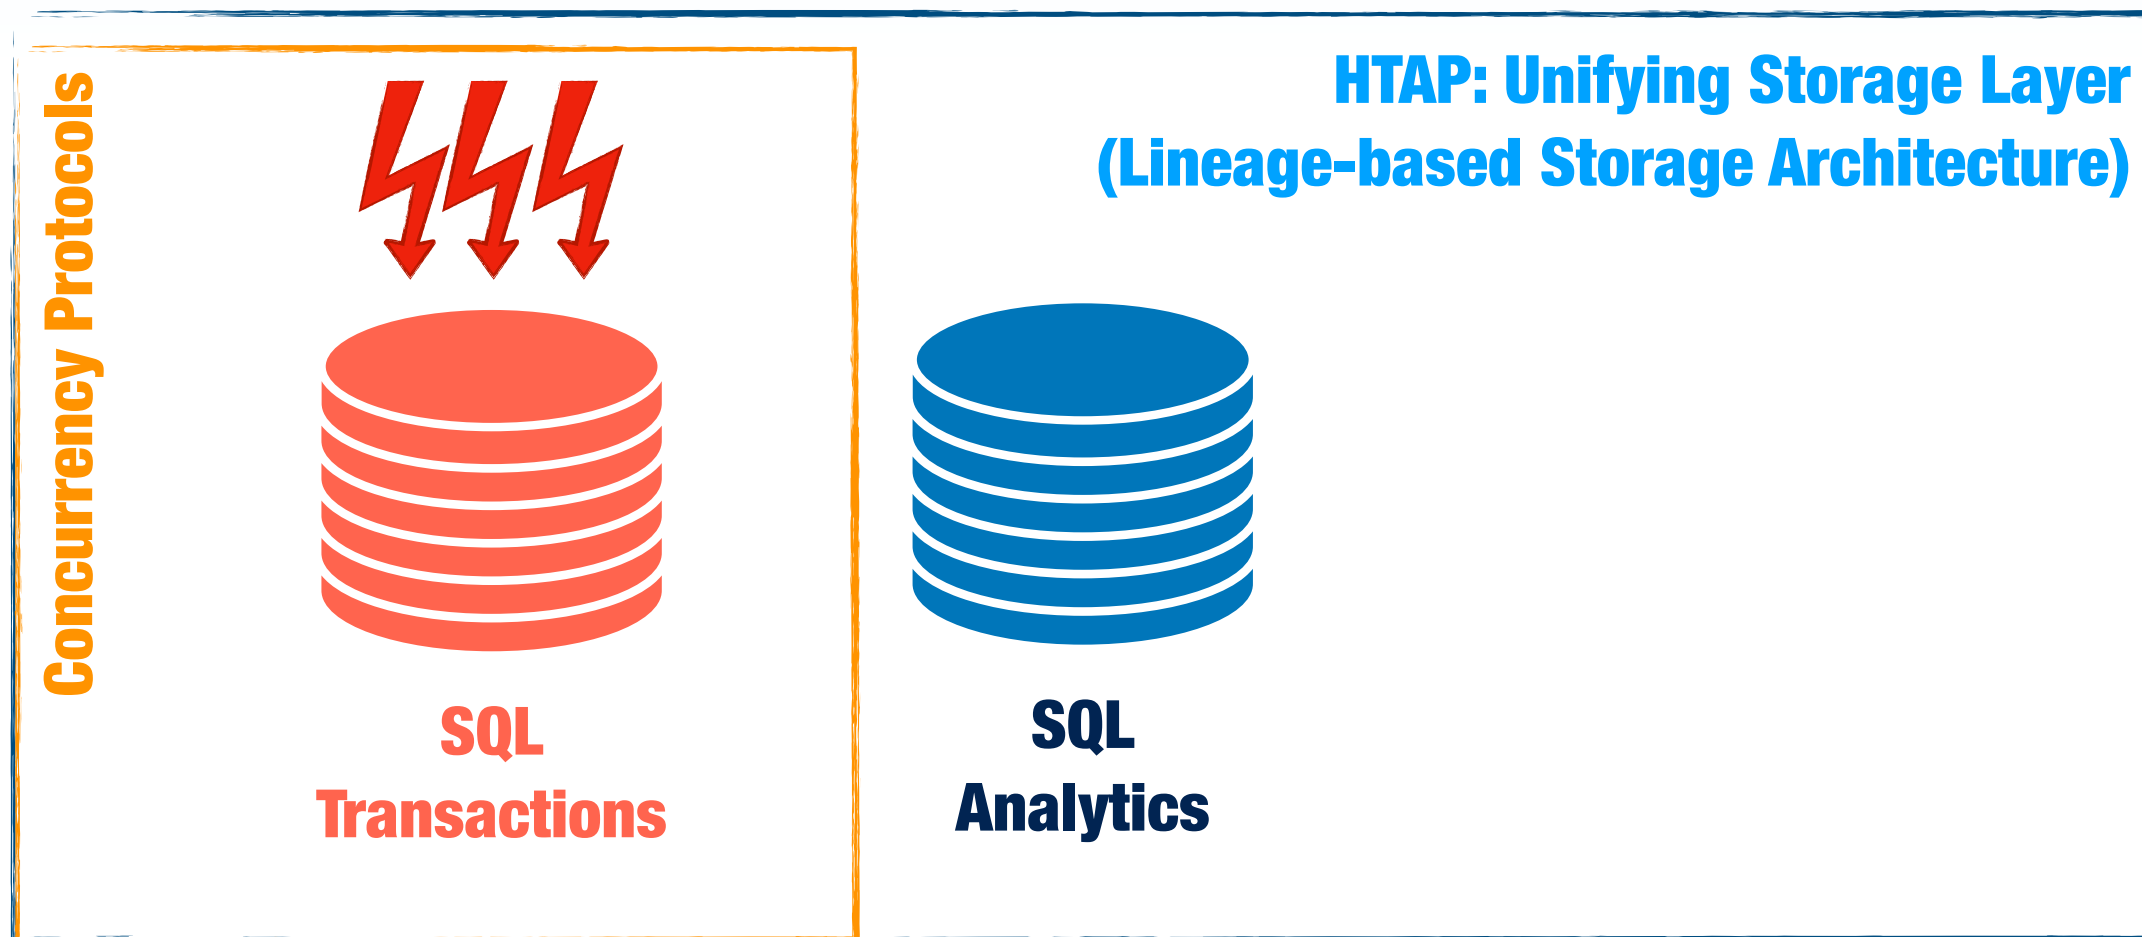 Concurrency Protocols
HTAP: Unifying Storage Layer
(Lineage-based Storage Architecture)
SQL
Transactions
SQL
Analytics